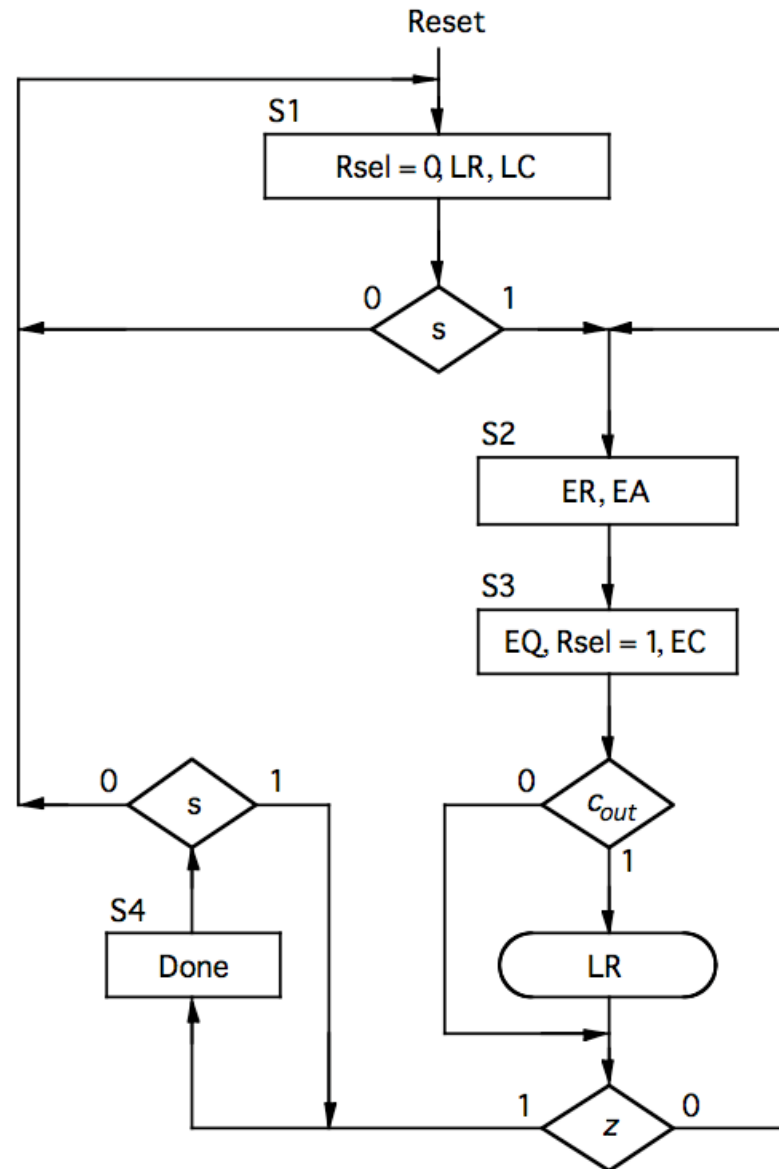 Reset
S1
Rsel = 0, LR, LC
0 1
s
S2
ER, EA
S3
EQ, Rsel = 1, EC
0 1
s
0
c_out
1
S4
Done
LR
1 0
z